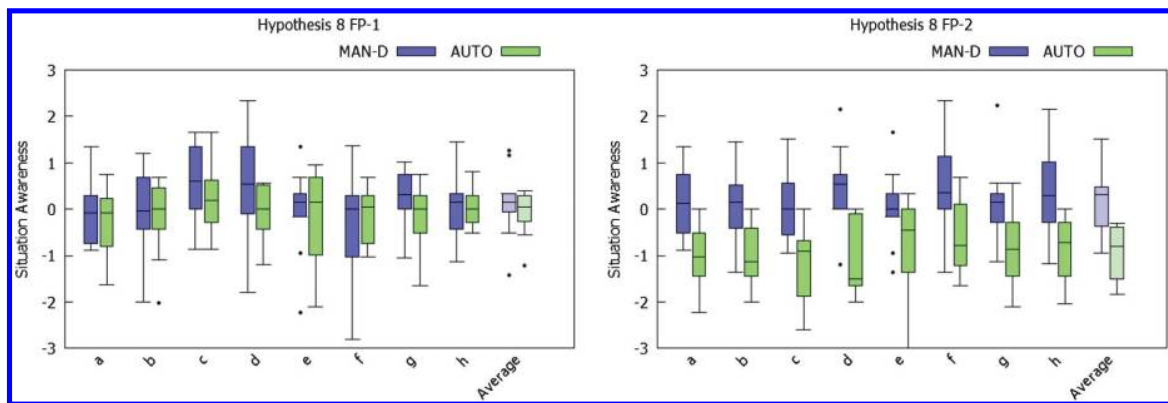 Hypothesis 8 FP-1
MAN-D AUTO
Situation Awareness
3
2
1
0
-1
-2
-3
a b c d e f g h Average
Hypothesis 8 FP-2
MAN-D AUTO
Situation Awareness
3
2
1
0
-1
-2
-3
a b c d e f g h Average